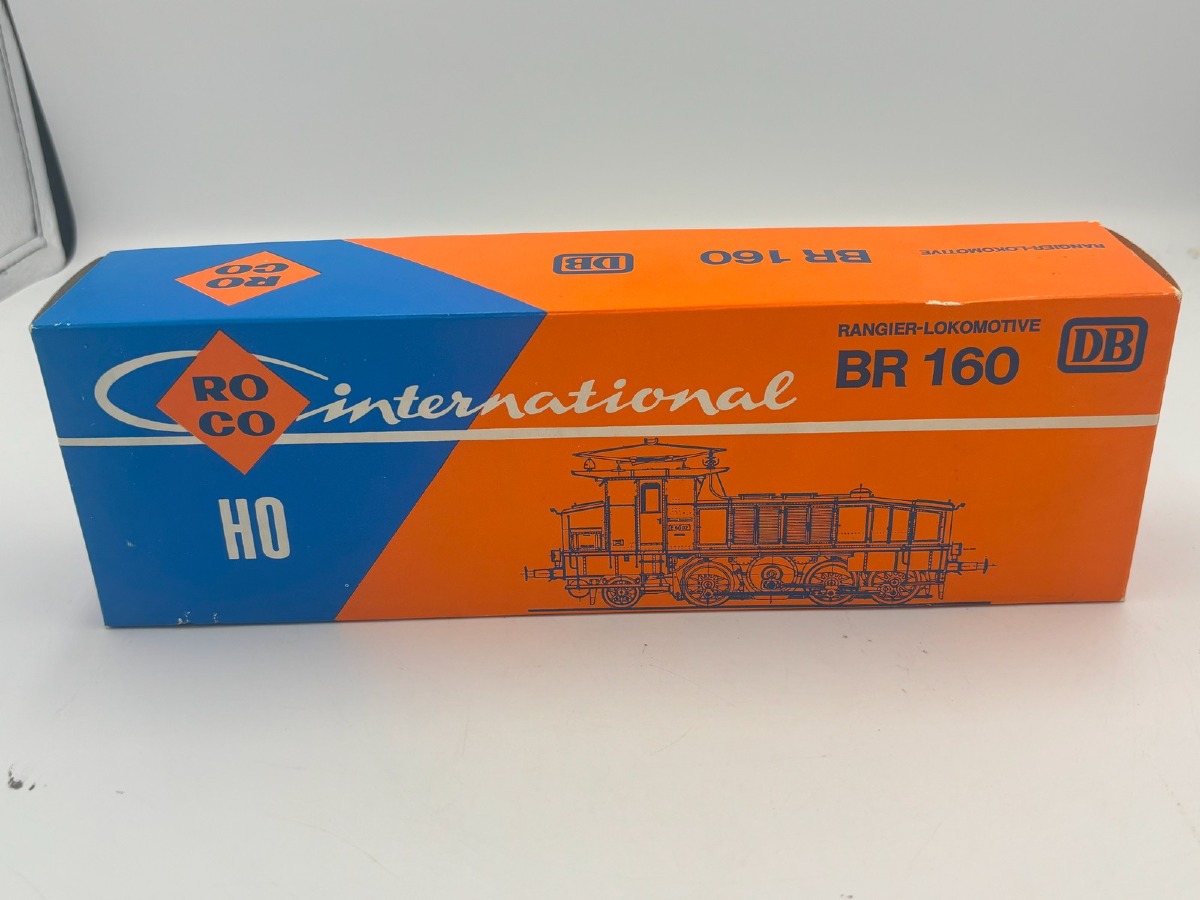 RO
CO
DB
BR 160
RANGIER-LOKOMOTIVE
RO
CO
international
RANGIER-LOKOMOTIVE
BR 160
DB
HO